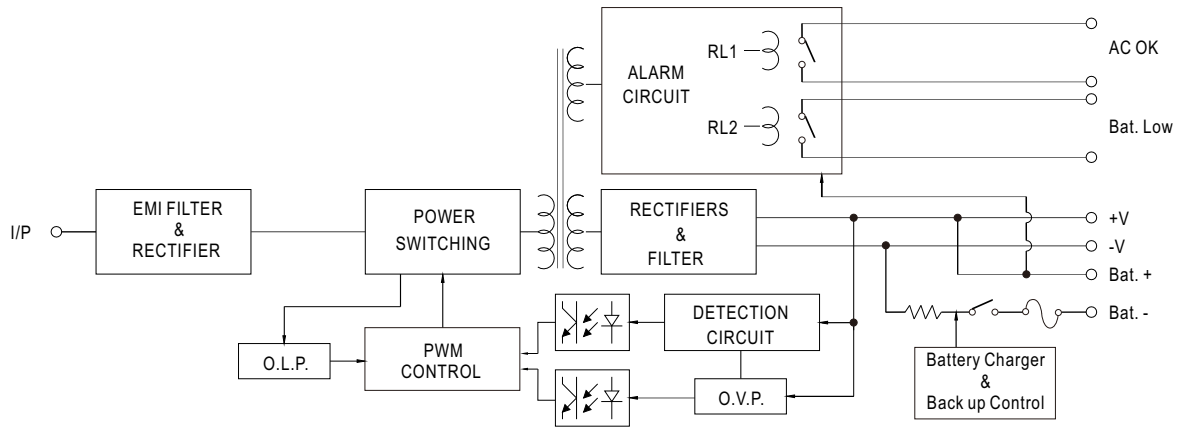 RL1
AC OK
ALARM
CIRCUIT
RL2
Bat. Low
I/P
EMI FILTER
&
RECTIFIER
POWER
SWITCHING
RECTIFIERS
&
FILTER
+V
-V
Bat. +
Bat. -
O.L.P.
PWM
CONTROL
DETECTION
CIRCUIT
O.V.P.
Battery Charger
&
Back up Control